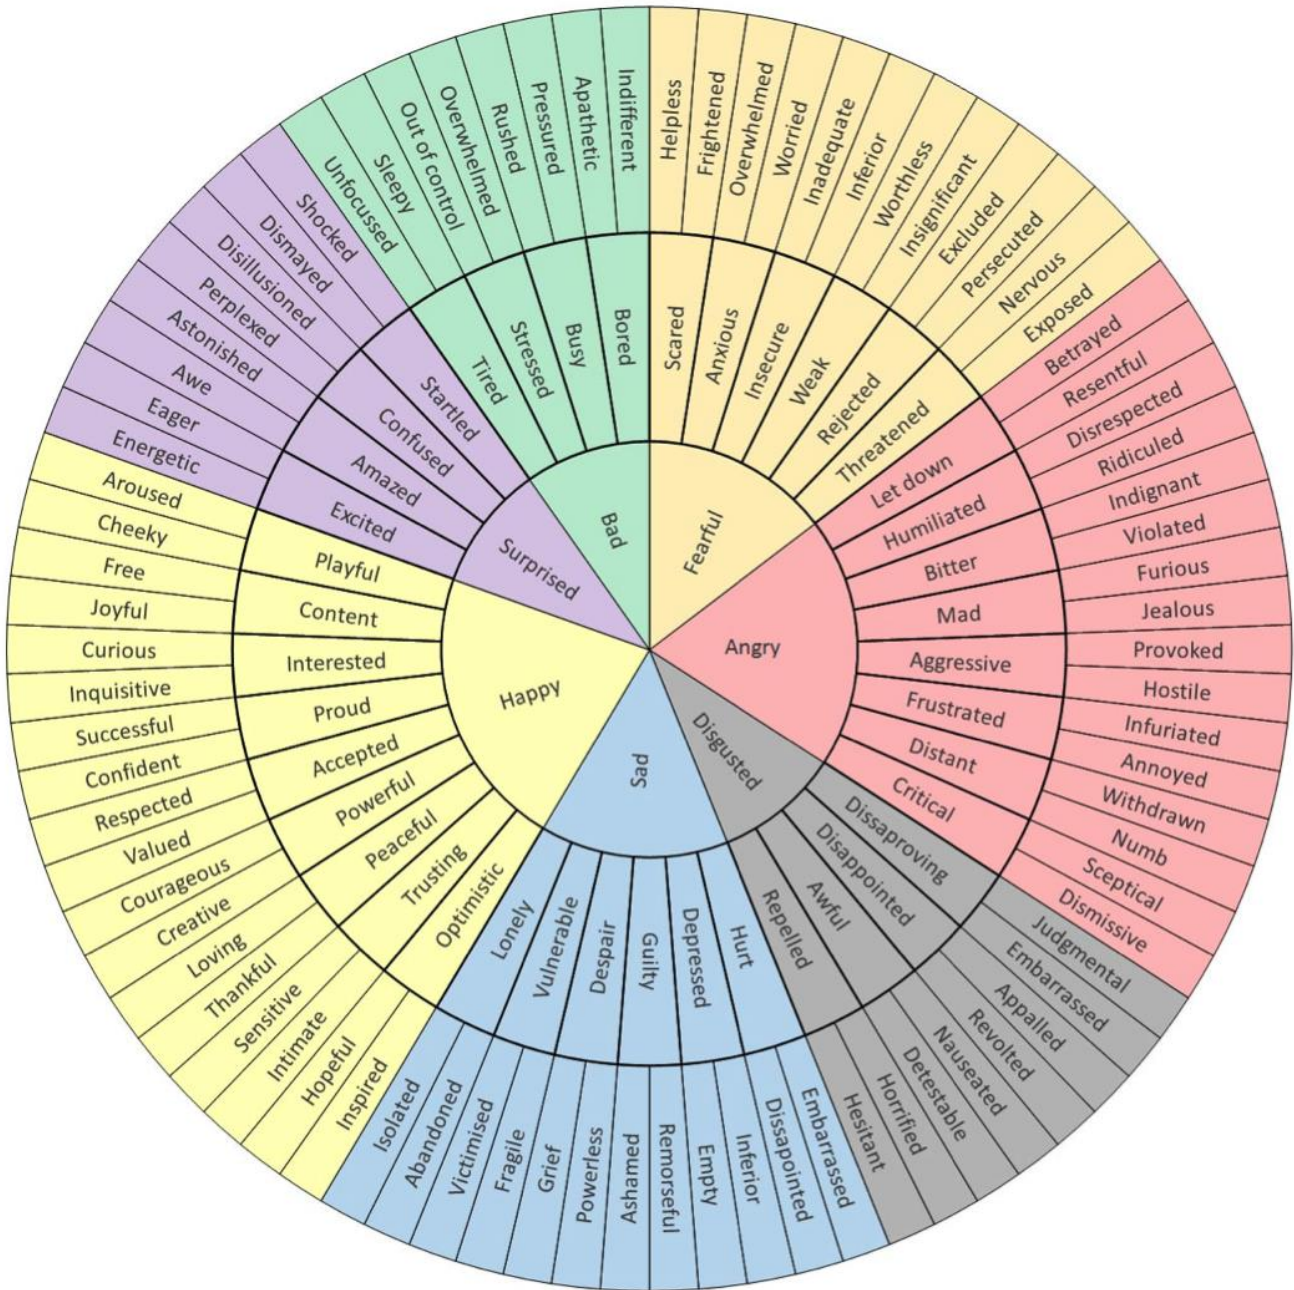 Fearful
Scared
Helpless
Frightened
Anxious
Overwhelmed
Worried
Insecure
Inadequate
Inferior
Weak
Worthless
Insignificant
Rejected
Excluded
Persecuted
Threatened
Nervous
Exposed
Angry
Let down
Betrayed
Resentful
Humiliated
Disrespected
Ridiculed
Bitter
Indignant
Violated
Mad
Furious
Jealous
Aggressive
Provoked
Hostile
Frustrated
Infuriated
Annoyed
Distant
Withdrawn
Numb
Critical
Sceptical
Dismissive
Disgusted
Dissaproving
Judgmental
Embarrassed
Disappointed
Appalled
Revolted
Awful
Nauseated
Detestable
Repelled
Horrified
Hesitant
Sad
Hurt
Embarrassed
Dissapointed
Depressed
Inferior
Empty
Guilty
Remorseful
Ashamed
Despair
Powerless
Grief
Vulnerable
Fragile
Victimised
Lonely
Abandoned
Isolated
Happy
Optimistic
Inspired
Hopeful
Trusting
Intimate
Sensitive
Peaceful
Thankful
Loving
Powerful
Creative
Courageous
Accepted
Valued
Respected
Proud
Confident
Successful
Interested
Inquisitive
Curious
Content
Joyful
Free
Playful
Cheeky
Aroused
Surprised
Excited
Energetic
Eager
Amazed
Awe
Astonished
Confused
Perplexed
Disillusioned
Startled
Dismayed
Shocked
Bad
Tired
Unfocussed
Sleepy
Stressed
Out of control
Overwhelmed
Busy
Rushed
Pressured
Bored
Apathetic
Indifferent